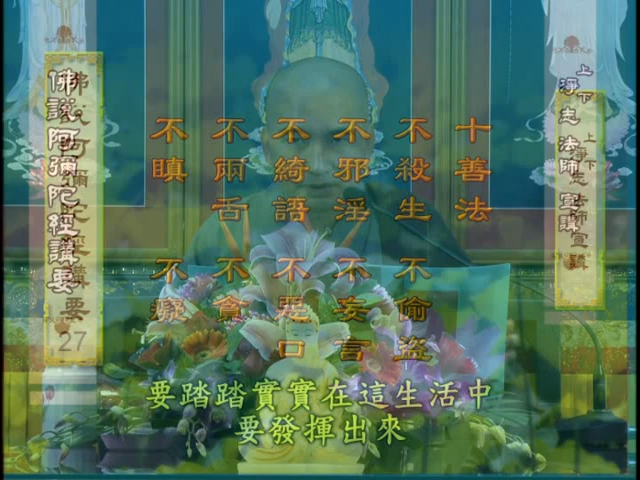 佛說阿彌陀經講要
27
上淨下志法師宣講
十善法
不殺生
不邪淫
不綺語
不兩舌
不瞋
不偷盜
不妄言
不惡口
不貪
不癡
要踏踏實實在這生活中
要發揮出來